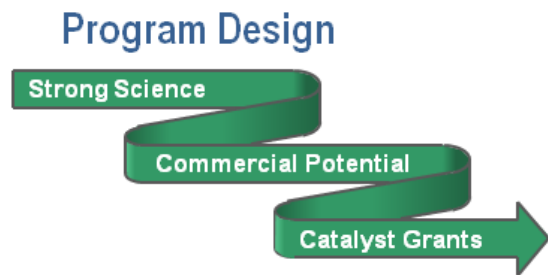 Program Design
Strong Science
Commercial Potential
Catalyst Grants